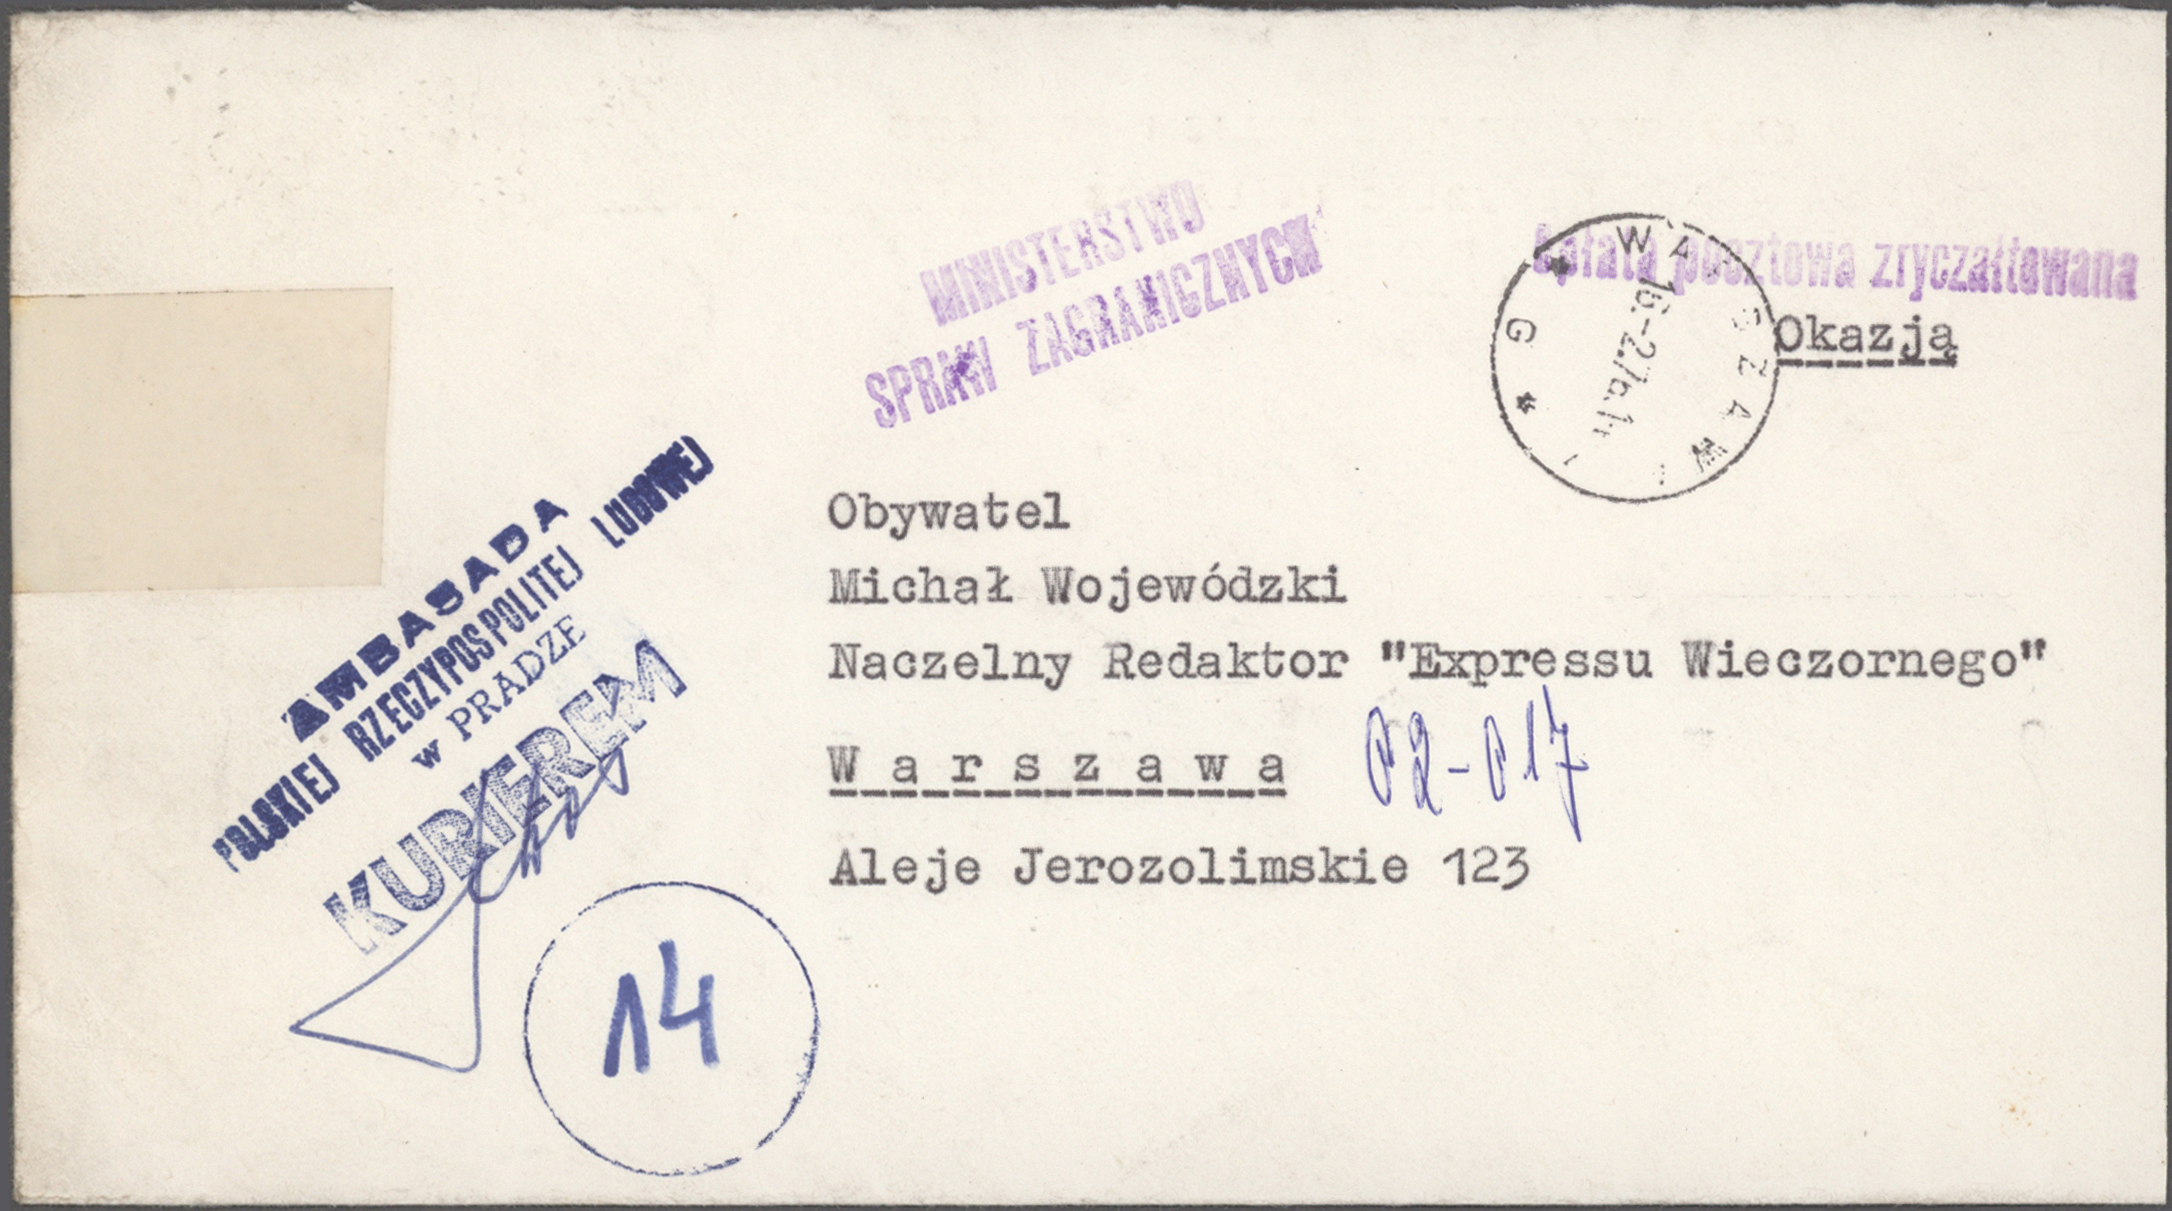 MINISTERSTWO
SPRAW ZAGRANICZNYCH
Opłata pocztowa zryczałtowana
WARSZAWA
G
Okazją
AMBASADA
POLSKIEJ RZECZYPOSPOLITEJ LUDOWEJ
w PRADZE
KURIEREM
Obywatel
Michał Wojewódzki
Naczelny Redaktor "Expressu Wieczornego"
W a r s z a w a 02-017
Aleje Jerozolimskie 123
14